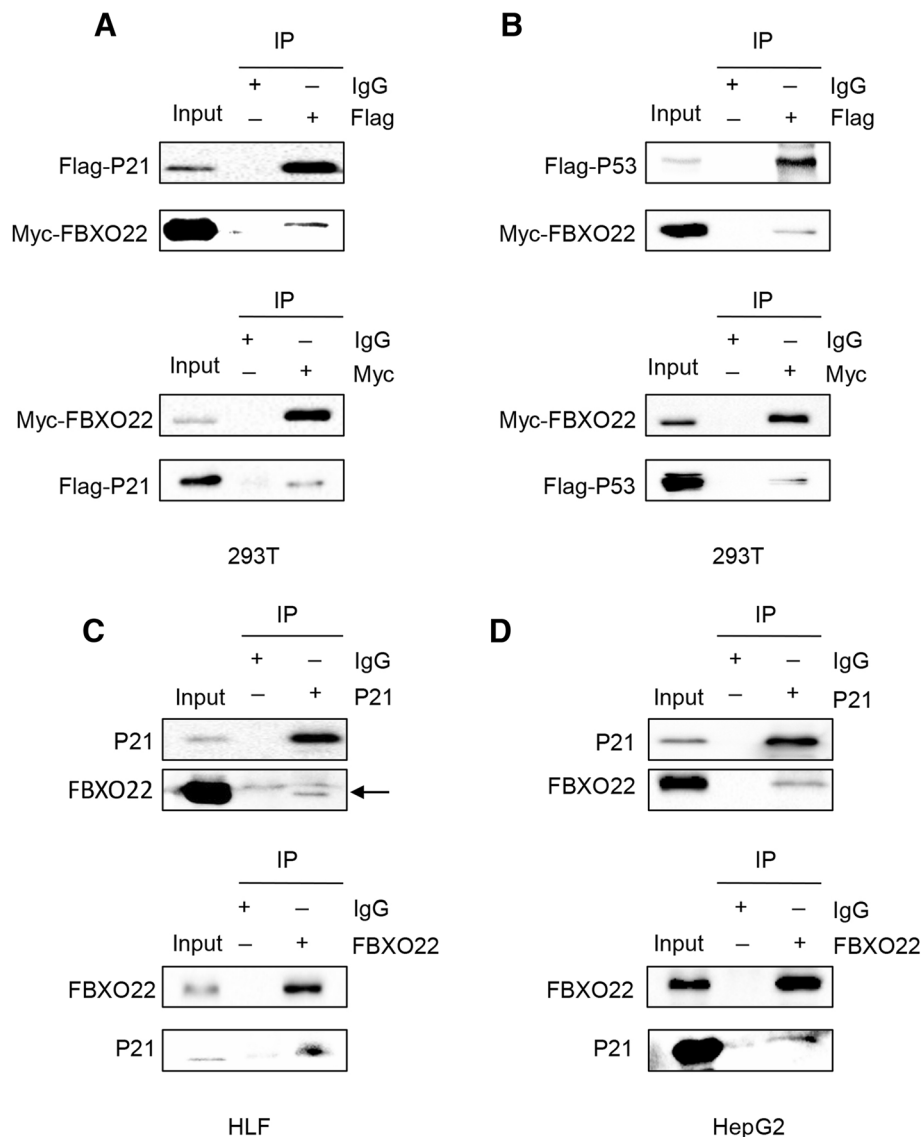 A
IP
+ – IgG
Input – + Flag
Flag-P21
Myc-FBXO22
IP
+ – IgG
Input – + Myc
Myc-FBXO22
Flag-P21
293T
B
IP
+ – IgG
Input – + Flag
Flag-P53
Myc-FBXO22
IP
+ – IgG
Input – + Myc
Myc-FBXO22
Flag-P53
293T
C
IP
+ – IgG
Input – + P21
P21
FBXO22
IP
+ – IgG
Input – + FBXO22
FBXO22
P21
HLF
D
IP
+ – IgG
Input – + P21
P21
FBXO22
IP
+ – IgG
Input – + FBXO22
FBXO22
P21
HepG2